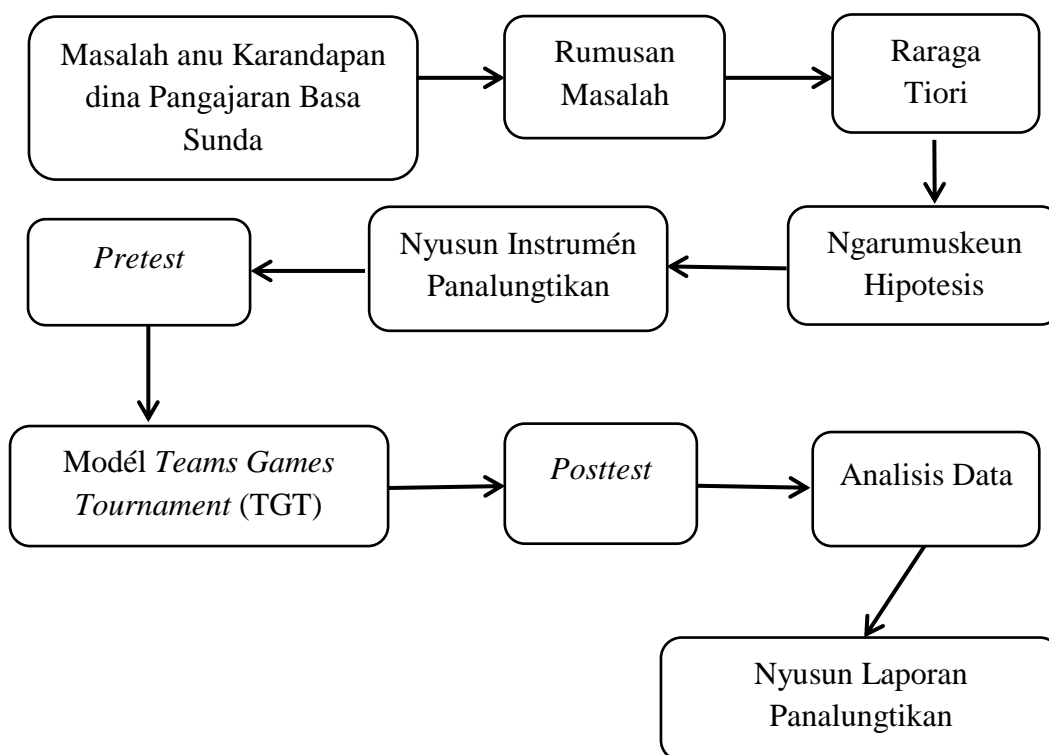 Masalah anu Karandapan
dina Pangajaran Basa
Sunda
Rumusan
Masalah
Raraga
Tiori
Ngarumuskeun
Hipotesis
Nyusun Instrumén
Panalungtikan
Pretest
Modél Teams Games
Tournament (TGT)
Posttest
Analisis Data
Nyusun Laporan
Panalungtikan